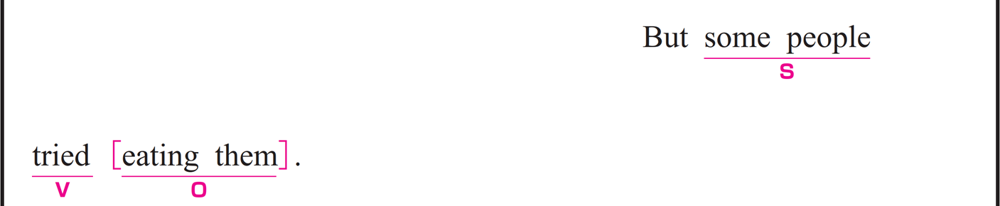 But some people
S
tried [eating them].
V O